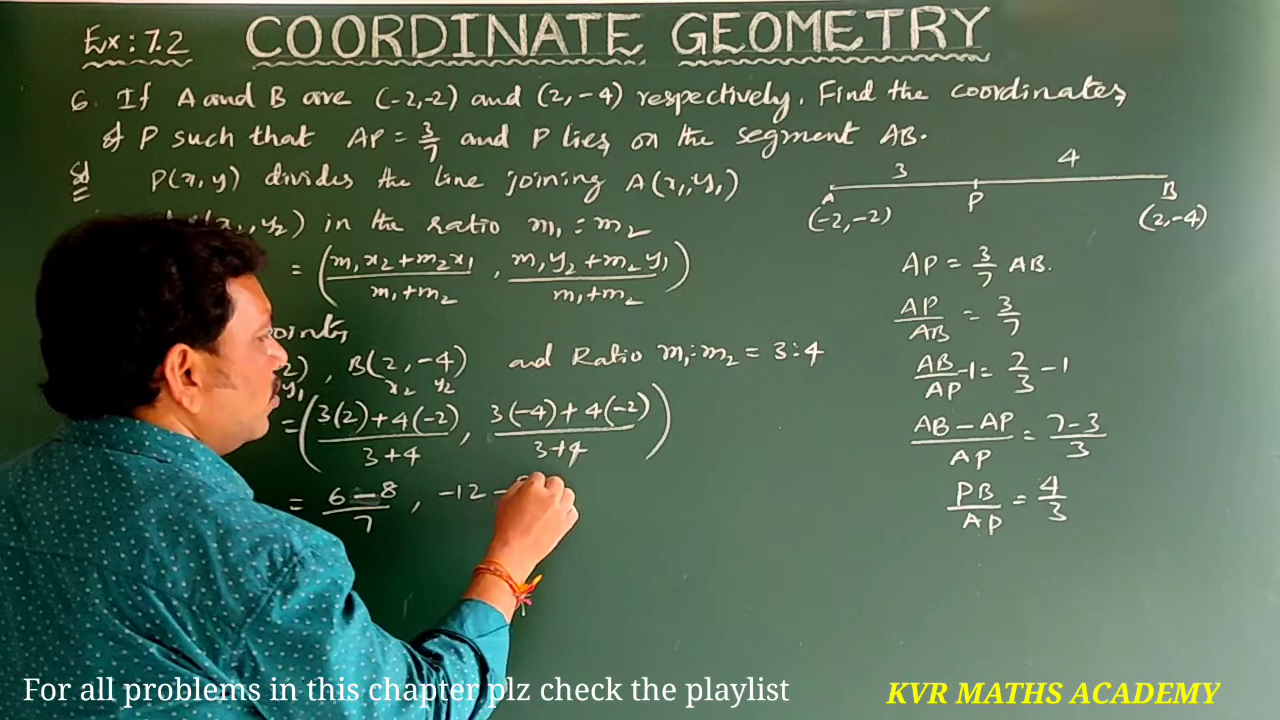 Ex: 7.2 COORDINATE GEOMETRY
6. If A and B are (-2,-2) and (2,-4) respectively. Find the coordinates
of P such that AP = 3/7 and P lies on the segment AB.
Sol P(x,y) divides the line joining A(x₁,y₁)
y₂) in the ratio m₁:m₂
= ((m₁x₂+m₂x₁)/(m₁+m₂), (m₁y₂+m₂y₁)/(m₁+m₂))
points
2), B(2,-4) and Ratio m₁:m₂ = 3:4
y₁ x₂ y₂
= ((3(2)+4(-2))/(3+4), (3(-4)+4(-2))/(3+4))
= (6-8)/7, -12-
3 4
A P B
(-2,-2) (2,-4)
AP = 3/7 AB.
AP/AB = 3/7
AB/AP -1 = 7/3 -1
(AB-AP)/AP = (7-3)/3
PB/AP = 4/3
For all problems in this chapter plz check the playlist
KVR MATHS ACADEMY